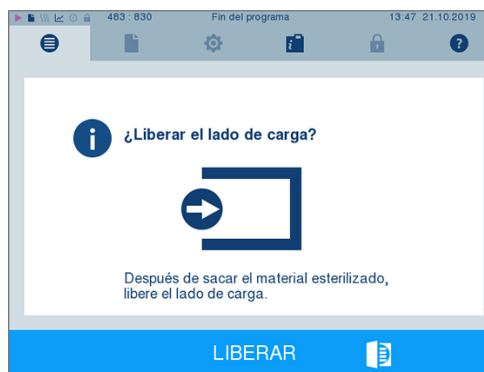 483 : 830 Fin del programa 13:47 21.10.2019
¿Liberar el lado de carga?
Después de sacar el material esterilizado,
libere el lado de carga.
LIBERAR